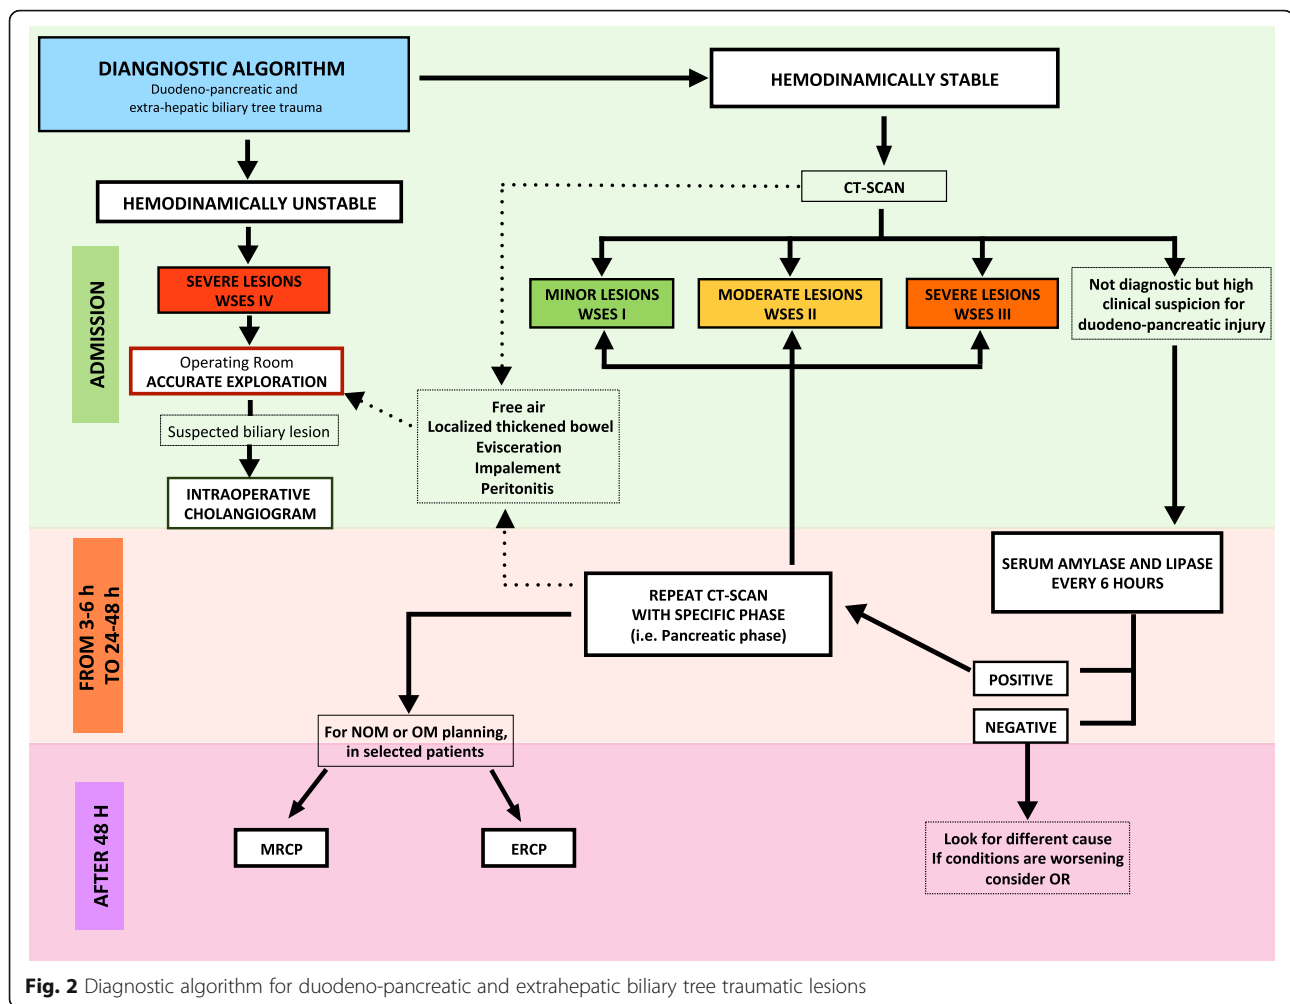 DIANGNOSTIC ALGORITHM
Duodeno-pancreatic and
extra-hepatic biliary tree trauma
HEMODINAMICALLY STABLE
HEMODINAMICALLY UNSTABLE
CT-SCAN
ADMISSION
SEVERE LESIONS
WSES IV
MINOR LESIONS
WSES I
MODERATE LESIONS
WSES II
SEVERE LESIONS
WSES III
Not diagnostic but high
clinical suspicion for
duodeno-pancreatic injury
Operating Room
ACCURATE EXPLORATION
Suspected biliary lesion
INTRAOPERATIVE
CHOLANGIOGRAM
Free air
Localized thickened bowel
Evisceration
Impalement
Peritonitis
FROM 3-6 h
TO 24-48 h
REPEAT CT-SCAN
WITH SPECIFIC PHASE
(i.e. Pancreatic phase)
SERUM AMYLASE AND LIPASE
EVERY 6 HOURS
POSITIVE
NEGATIVE
For NOM or OM planning,
in selected patients
AFTER 48 H
MRCP
ERCP
Look for different cause
If conditions are worsening
consider OR
Fig. 2 Diagnostic algorithm for duodeno-pancreatic and extrahepatic biliary tree traumatic lesions